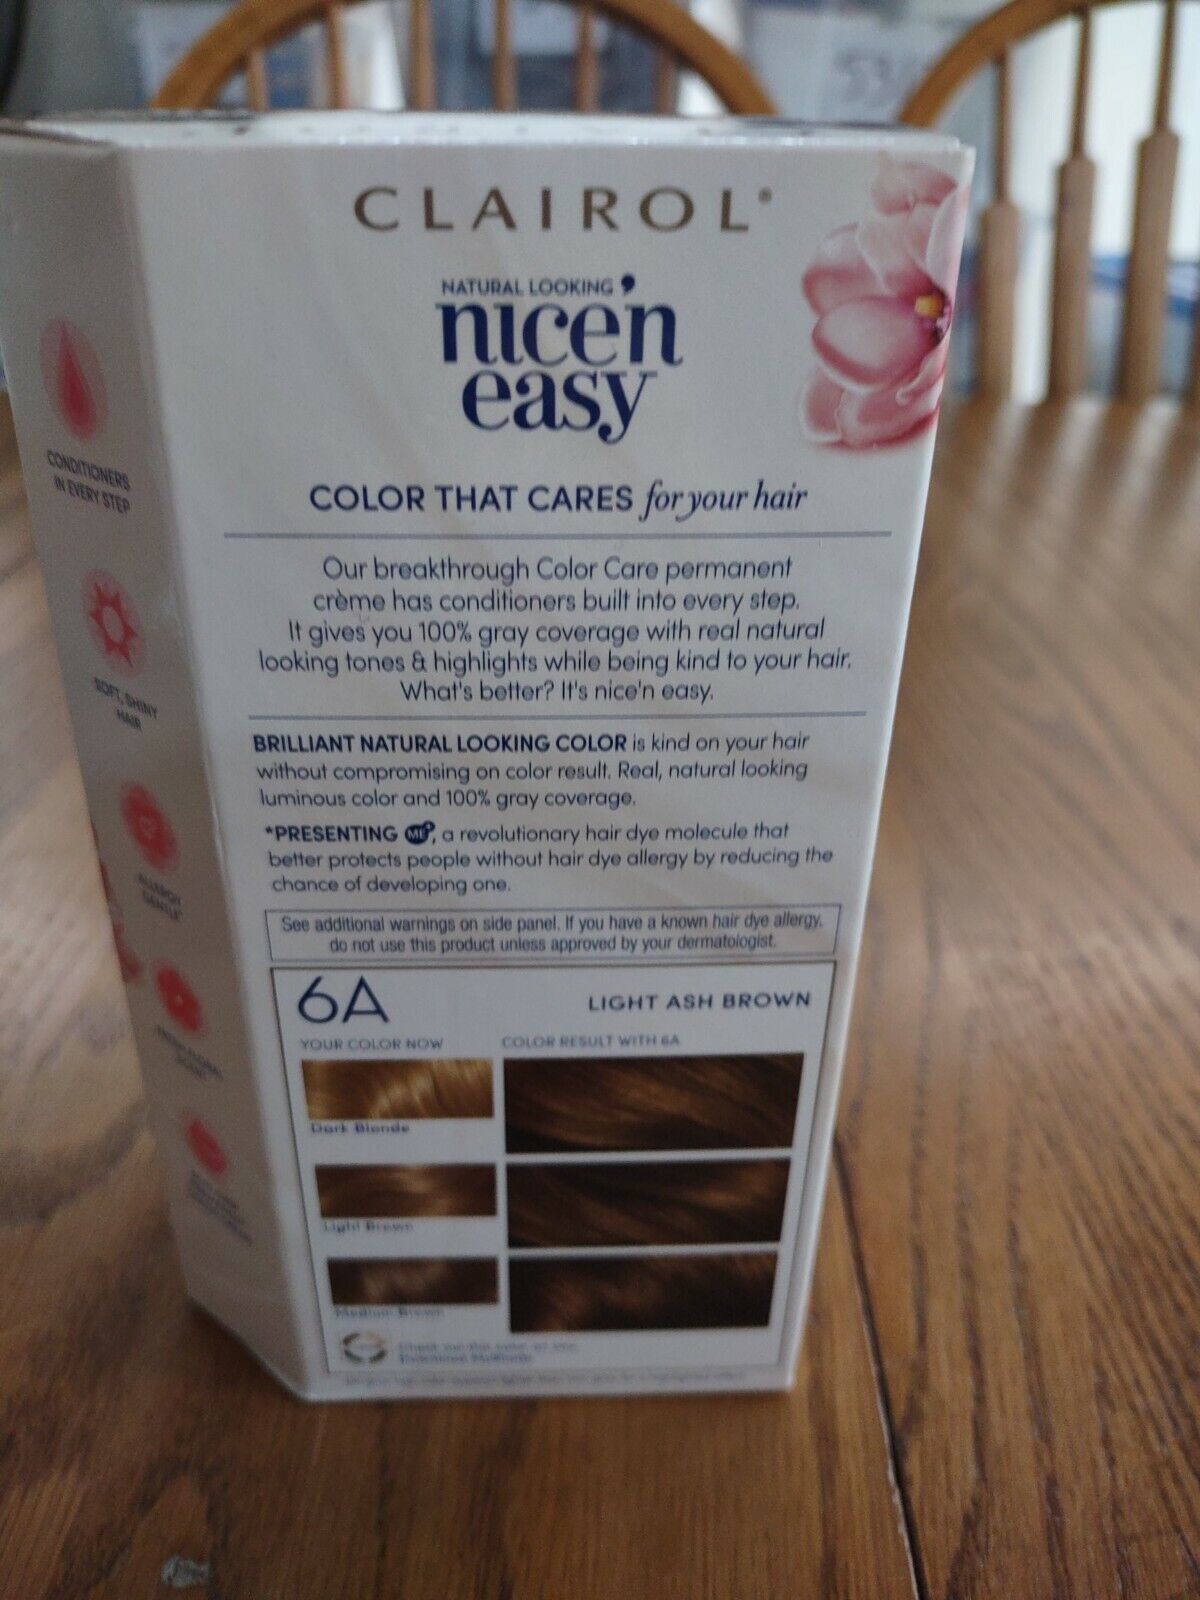 CLAIROL®
NATURAL LOOKING
nice'n
easy
COLOR THAT CARES for your hair
Our breakthrough Color Care permanent
crème has conditioners built into every step.
It gives you 100% gray coverage with real natural
looking tones & highlights while being kind to your hair.
What's better? It's nice'n easy.
BRILLIANT NATURAL LOOKING COLOR is kind on your hair
without compromising on color result. Real, natural looking
luminous color and 100% gray coverage.
*PRESENTING ME+, a revolutionary hair dye molecule that
better protects people without hair dye allergy by reducing the
chance of developing one.
See additional warnings on side panel. If you have a known hair dye allergy,
do not use this product unless approved by your dermatologist.
6A
LIGHT ASH BROWN
YOUR COLOR NOW
COLOR RESULT WITH 6A
Dark Blonde
Light Brown
Medium Brown
CONDITIONERS
IN EVERY STEP
SOFT, SHINY
HAIR
ALLERGY
GENTLE*
53